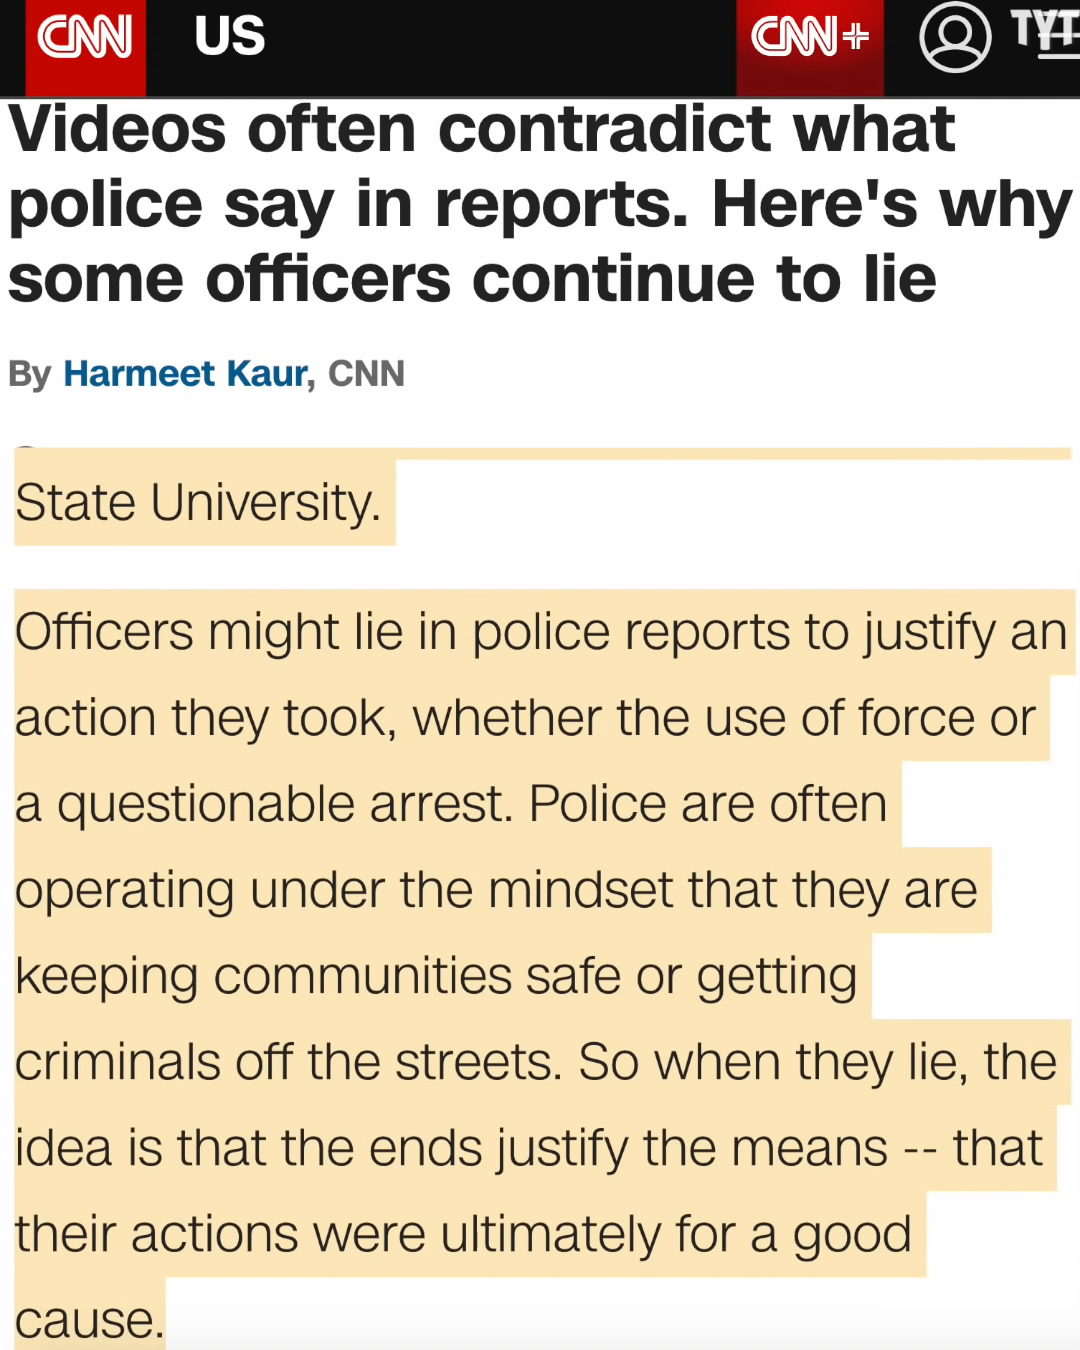 CNN US CNN+ TYT
Videos often contradict what
police say in reports. Here's why
some officers continue to lie
By Harmeet Kaur, CNN
State University.
Officers might lie in police reports to justify an
action they took, whether the use of force or
a questionable arrest. Police are often
operating under the mindset that they are
keeping communities safe or getting
criminals off the streets. So when they lie, the
idea is that the ends justify the means -- that
their actions were ultimately for a good
cause.